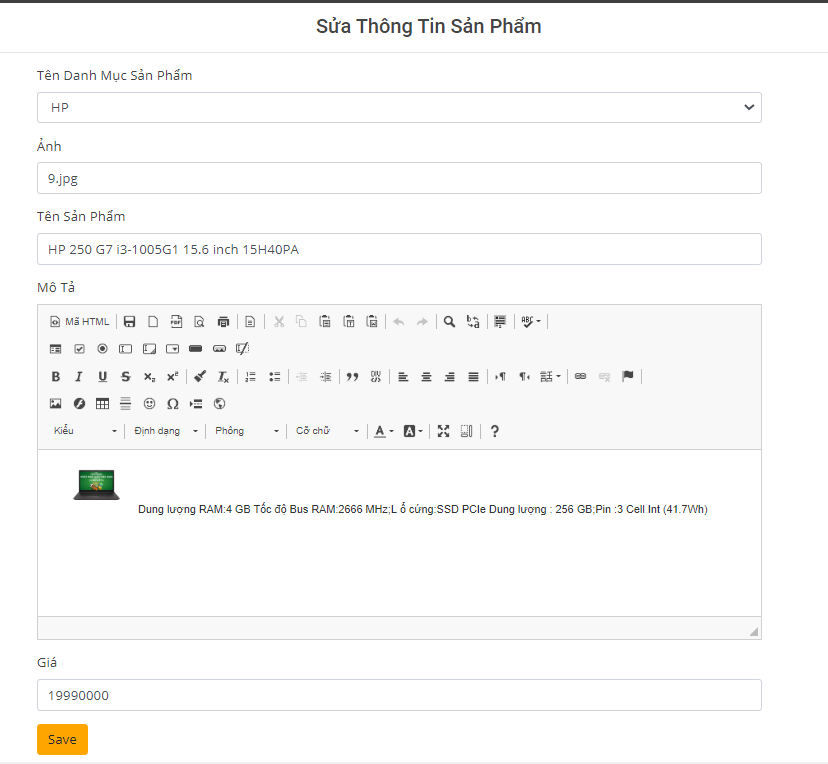 Sửa Thông Tin Sản Phẩm
Tên Danh Mục Sản Phẩm
HP
Ảnh
9.jpg
Tên Sản Phẩm
HP 250 G7 i3-1005G1 15.6 inch 15H40PA
Mô Tả
Mã HTML
Kiểu Định dạng Phông Cỡ chữ
Dung lượng RAM:4 GB Tốc độ Bus RAM:2666 MHz;L ổ cứng:SSD PCIe Dung lượng : 256 GB;Pin :3 Cell Int (41.7Wh)
Giá
19990000
Save